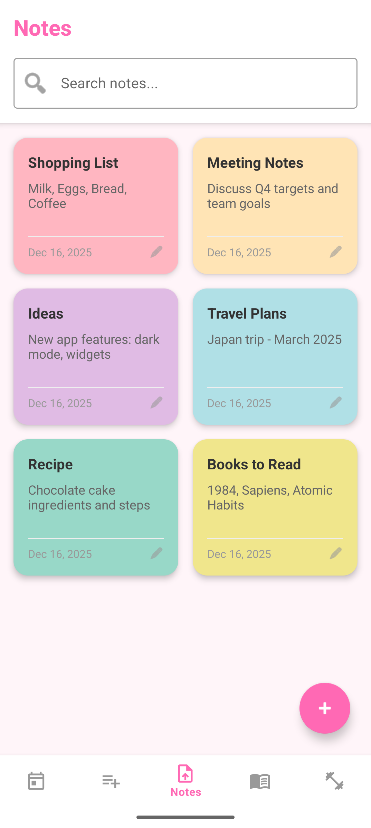 Notes
Search notes...
Shopping List
Milk, Eggs, Bread,
Coffee
Dec 16, 2025
Meeting Notes
Discuss Q4 targets and
team goals
Dec 16, 2025
Ideas
New app features: dark
mode, widgets
Dec 16, 2025
Travel Plans
Japan trip - March 2025
Dec 16, 2025
Recipe
Chocolate cake
ingredients and steps
Dec 16, 2025
Books to Read
1984, Sapiens, Atomic
Habits
Dec 16, 2025
Notes